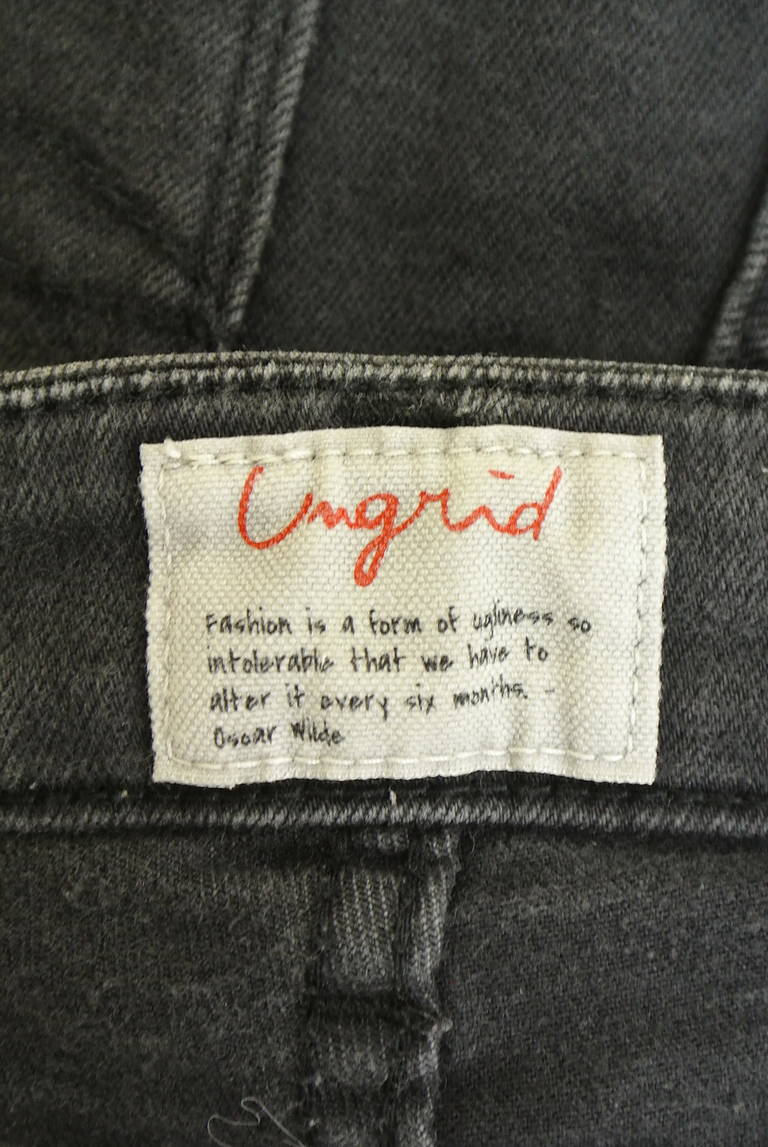 Ungrid
Fashion is a form of ugliness so
intolerable that we have to
alter it every six months. -
Oscar Wilde